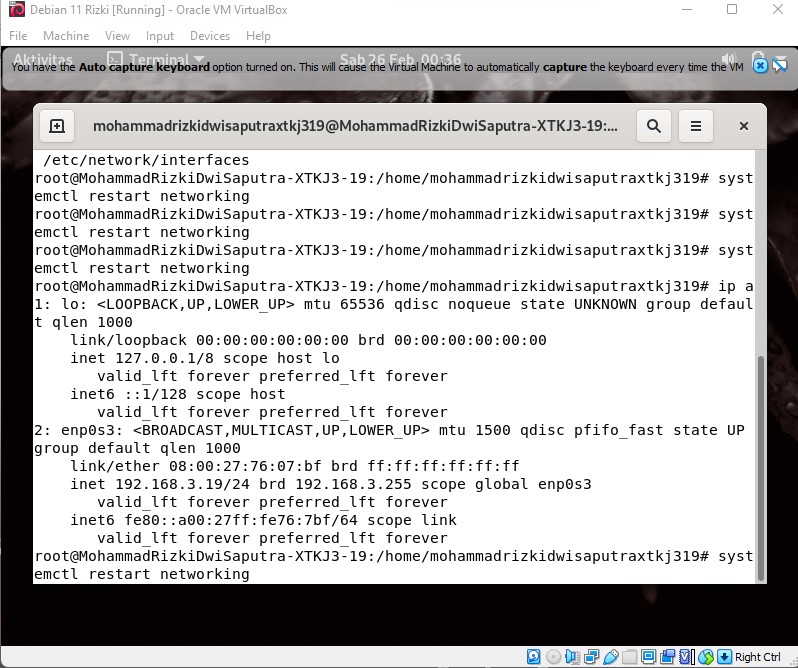 Debian 11 Rizki [Running] - Oracle VM VirtualBox
File Machine View Input Devices Help
Aktivitas Terminal Sab 26 Feb 00:36
You have the Auto capture keyboard option turned on. This will cause the Virtual Machine to automatically capture the keyboard every time the VM
mohammadrizkidwisaputraxtkj319@MohammadRizkiDwiSaputra-XTKJ3-19:...
/etc/network/interfaces
root@MohammadRizkiDwiSaputra-XTKJ3-19:/home/mohammadrizkidwisaputraxtkj319# syst
emctl restart networking
root@MohammadRizkiDwiSaputra-XTKJ3-19:/home/mohammadrizkidwisaputraxtkj319# syst
emctl restart networking
root@MohammadRizkiDwiSaputra-XTKJ3-19:/home/mohammadrizkidwisaputraxtkj319# syst
emctl restart networking
root@MohammadRizkiDwiSaputra-XTKJ3-19:/home/mohammadrizkidwisaputraxtkj319# ip a
1: lo: <LOOPBACK,UP,LOWER_UP> mtu 65536 qdisc noqueue state UNKNOWN group defaul
t qlen 1000
link/loopback 00:00:00:00:00:00 brd 00:00:00:00:00:00
inet 127.0.0.1/8 scope host lo
valid_lft forever preferred_lft forever
inet6 ::1/128 scope host
valid_lft forever preferred_lft forever
2: enp0s3: <BROADCAST,MULTICAST,UP,LOWER_UP> mtu 1500 qdisc pfifo_fast state UP
group default qlen 1000
link/ether 08:00:27:76:07:bf brd ff:ff:ff:ff:ff:ff
inet 192.168.3.19/24 brd 192.168.3.255 scope global enp0s3
valid_lft forever preferred_lft forever
inet6 fe80::a00:27ff:fe76:7bf/64 scope link
valid_lft forever preferred_lft forever
root@MohammadRizkiDwiSaputra-XTKJ3-19:/home/mohammadrizkidwisaputraxtkj319# syst
emctl restart networking
Right Ctrl